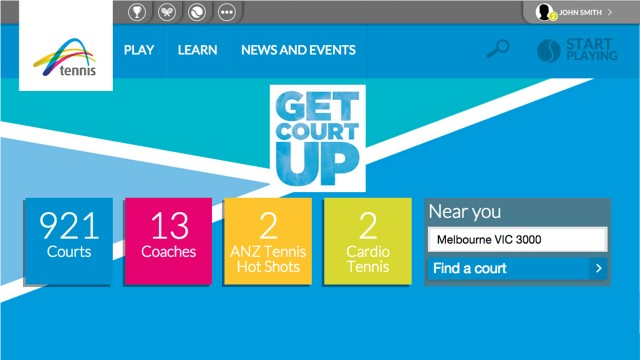 2 JOHN SMITH
tennis
PLAY LEARN NEWS AND EVENTS
START
PLAYING
GET
COURT
UP
921
Courts
13
Coaches
2
ANZ Tennis
Hot Shots
2
Cardio
Tennis
Near you
Melbourne VIC 3000
Find a court